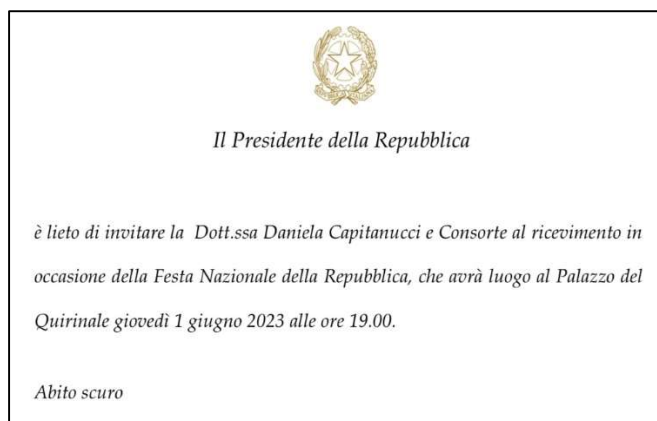 Il Presidente della Repubblica
è lieto di invitare la Dott.ssa Daniela Capitanucci e Consorte al ricevimento in
occasione della Festa Nazionale della Repubblica, che avrà luogo al Palazzo del
Quirinale giovedì 1 giugno 2023 alle ore 19.00.
Abito scuro